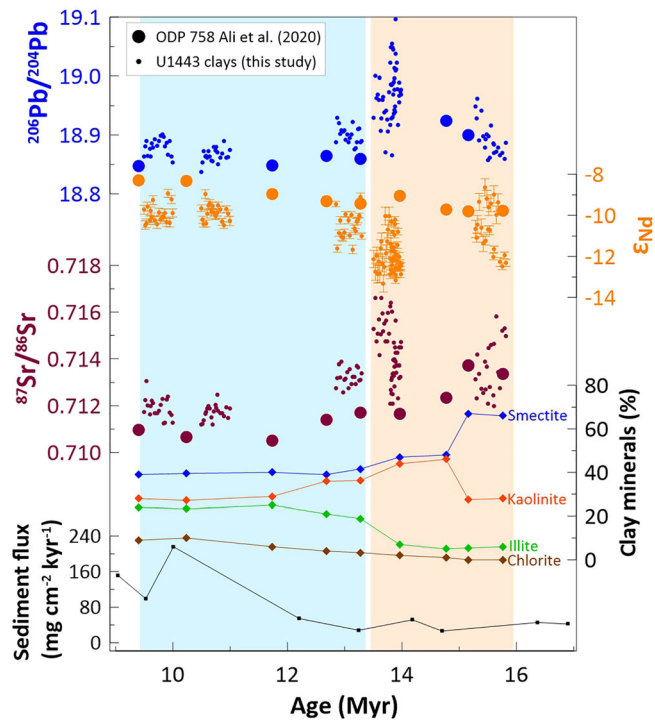 19.1
ODP 758 Ali et al. (2020)
U1443 clays (this study)
²⁰⁶Pb/²⁰⁴Pb
19.0
18.9
18.8
-8
-10
-12
-14
εNd
0.718
0.716
0.714
0.712
0.710
⁸⁷Sr/⁸⁶Sr
80
60
40
20
0
Clay minerals (%)
Smectite
Kaolinite
Illite
Chlorite
240
160
80
0
Sediment flux
(mg cm⁻² kyr⁻¹)
10
12
14
16
Age (Myr)